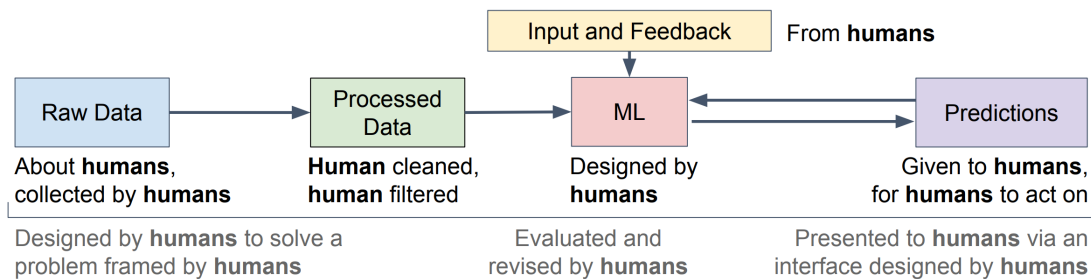 Input and Feedback
From humans
Raw Data
Processed
Data
ML
Predictions
About humans,
collected by humans
Human cleaned,
human filtered
Designed by
humans
Given to humans,
for humans to act on
Designed by humans to solve a
problem framed by humans
Evaluated and
revised by humans
Presented to humans via an
interface designed by humans